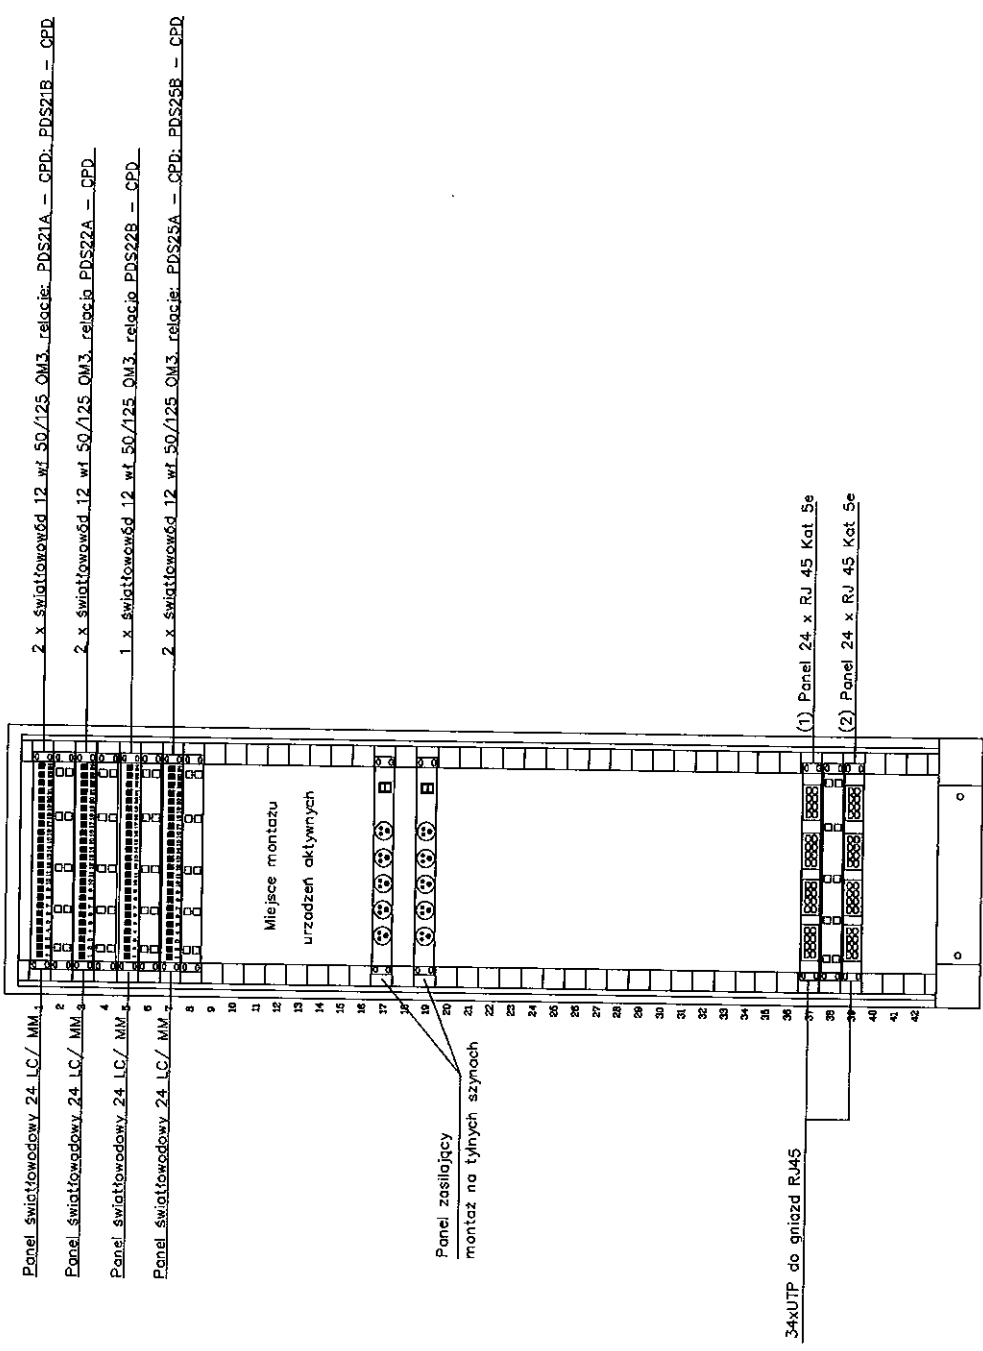 Panel światłowodowy 24 LC/ MM
Panel światłowodowy 24 LC/ MM
Panel światłowodowy 24 LC/ MM
Panel światłowodowy 24 LC/ MM
2 x światłowowód 12 wł 50/125 OM3, relacje: PDS21A – CPD; PDS21B – CPD
2 x światłowowód 12 wł 50/125 OM3, relacja PDS22A – CPD
1 x światłowowód 12 wł 50/125 OM3, relacja PDS22B – CPD
2 x światłowowód 12 wł 50/125 OM3, relacje: PDS25A – CPD; PDS25B – CPD
Miejsce montażu
urządzeń aktywnych
Panel zasilający
montaż na tylnych szynach
34xUTP do gniazd RJ45
(1) Panel 24 x RJ 45 Kat 5e
(2) Panel 24 x RJ 45 Kat 5e
1
2
3
4
5
6
7
8
9
10
11
12
13
14
15
16
17
18
19
20
21
22
23
24
25
26
27
28
29
30
31
32
33
34
35
36
37
38
39
40
41
42